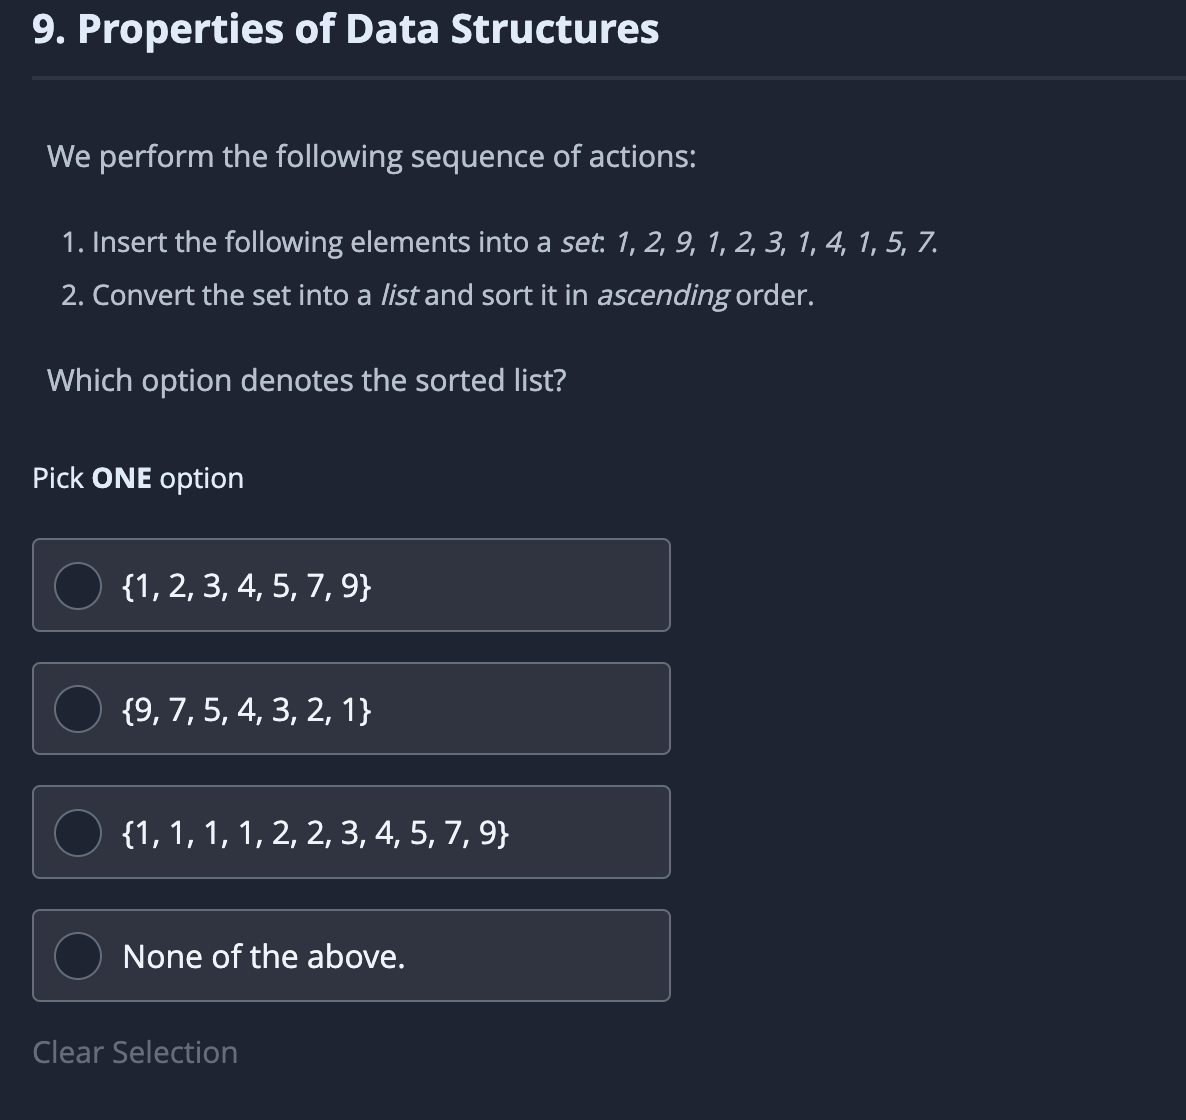 9. Properties of Data Structures
We perform the following sequence of actions:
1. Insert the following elements into a set: 1, 2, 9, 1, 2, 3, 1, 4, 1, 5, 7.
2. Convert the set into a list and sort it in ascending order.
Which option denotes the sorted list?
Pick ONE option
{1, 2, 3, 4, 5, 7, 9}
{9, 7, 5, 4, 3, 2, 1}
{1, 1, 1, 1, 2, 2, 3, 4, 5, 7, 9}
None of the above.
Clear Selection